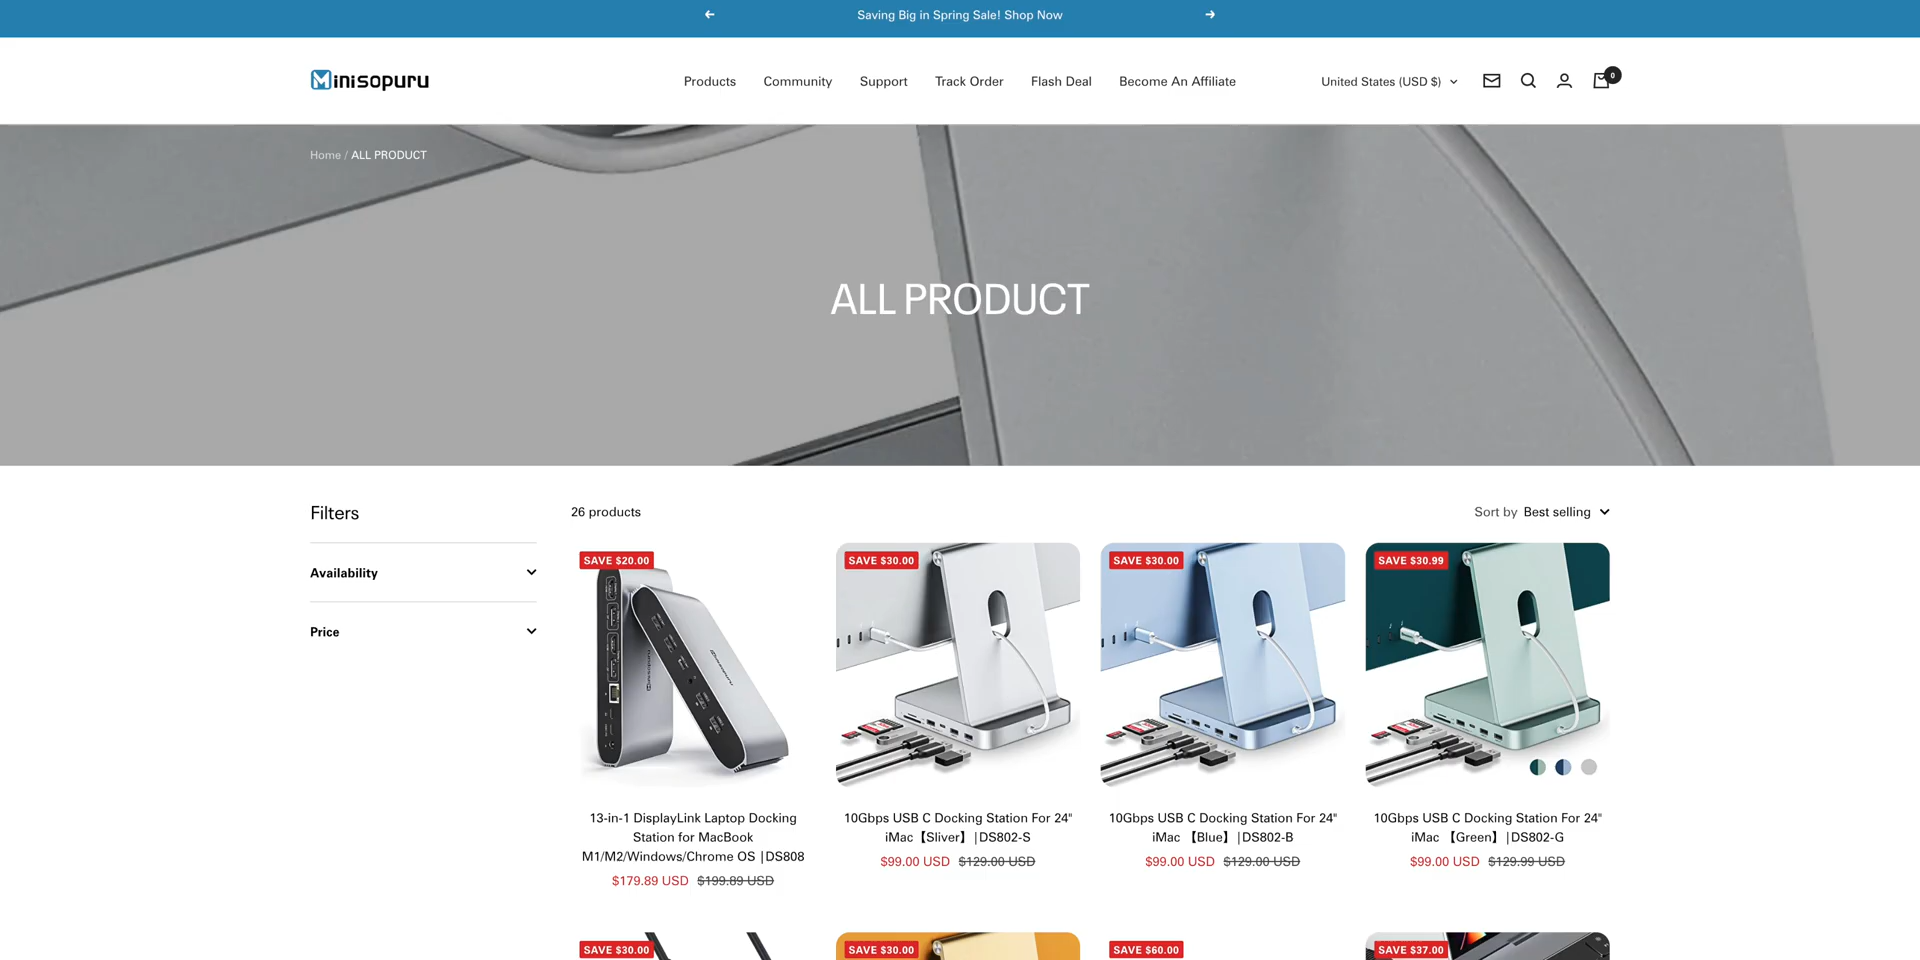 Saving Big in Spring Sale! Shop Now
Minisopuru
Products
Community
Support
Track Order
Flash Deal
Become An Affiliate
United States (USD $)
0
Home / ALL PRODUCT
ALL PRODUCT
Filters
Availability
Price
26 products
Sort by Best selling
SAVE $20.00
SAVE $30.00
SAVE $30.00
SAVE $30.99
13-in-1 DisplayLink Laptop Docking
Station for MacBook
M1/M2/Windows/Chrome OS |DS808
$179.89 USD $199.89 USD
10Gbps USB C Docking Station For 24"
iMac【Sliver】|DS802-S
$99.00 USD $129.00 USD
10Gbps USB C Docking Station For 24"
iMac 【Blue】|DS802-B
$99.00 USD $129.00 USD
10Gbps USB C Docking Station For 24"
iMac 【Green】|DS802-G
$99.00 USD $129.99 USD
SAVE $30.00
SAVE $30.00
SAVE $60.00
SAVE $37.00